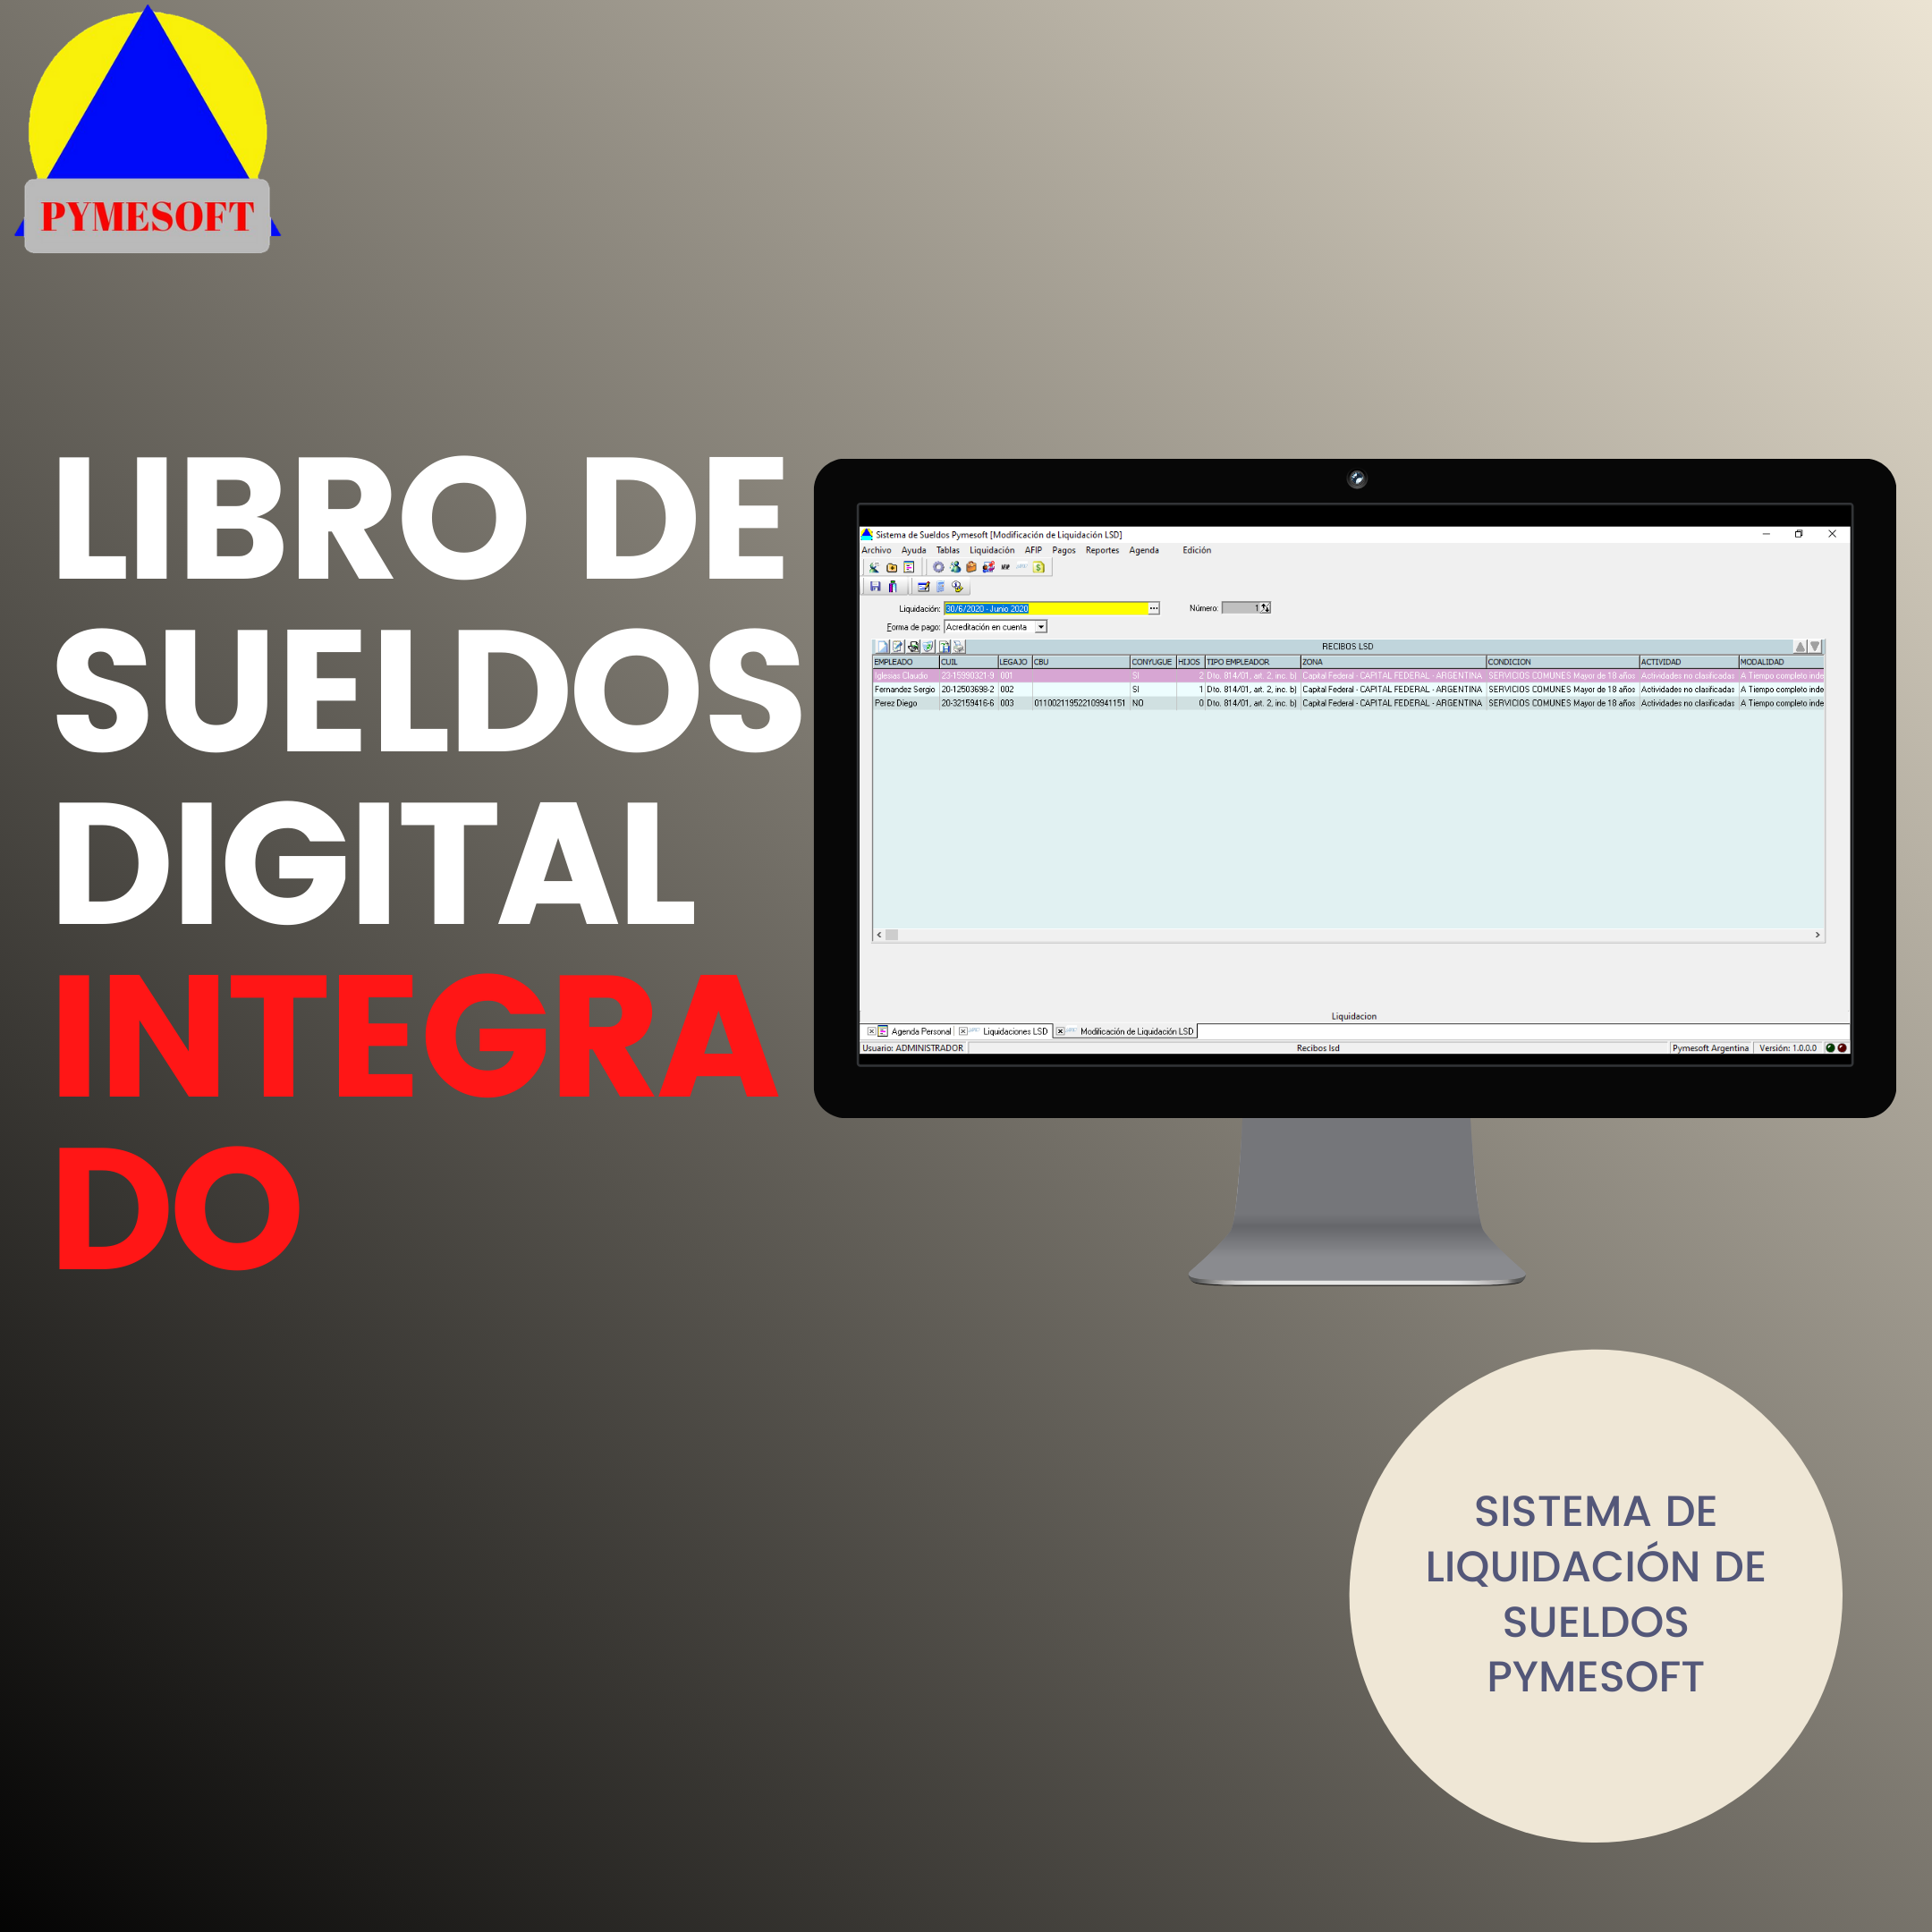 PYMESOFT
LIBRO DE
SUELDOS
DIGITAL
INTEGRA
DO
Sistema de Sueldos Pymesoft [Modificación de Liquidación LSD]
Archivo Ayuda Tablas Liquidación AFIP Pagos Reportes Agenda Edición
Liquidación: 30/6/2020 - Junio 2020 Número: 1
Forma de pago: Acreditación en cuenta
RECIBOS LSD
EMPLEADO CUIL LEGAJO CBU CONYUGUE HIJOS TIPO EMPLEADOR ZONA CONDICION ACTIVIDAD MODALIDAD
Iglesias Claudio 23-15990321-9 001 SI 2 Dto. 814/01, art. 2, inc. b) Capital Federal - CAPITAL FEDERAL - ARGENTINA SERVICIOS COMUNES Mayor de 18 años Actividades no clasificadas A Tiempo completo inde
Fernandez Sergio 20-12503698-2 002 SI 1 Dto. 814/01, art. 2, inc. b) Capital Federal - CAPITAL FEDERAL - ARGENTINA SERVICIOS COMUNES Mayor de 18 años Actividades no clasificadas A Tiempo completo inde
Perez Diego 20-32159416-6 003 011002119522109941151 NO 0 Dto. 814/01, art. 2, inc. b) Capital Federal - CAPITAL FEDERAL - ARGENTINA SERVICIOS COMUNES Mayor de 18 años Actividades no clasificadas A Tiempo completo inde
Liquidacion
Agenda Personal Liquidaciones LSD Modificación de Liquidación LSD
Usuario: ADMINISTRADOR Recibos lsd Pymesoft Argentina Versión: 1.0.0.0
SISTEMA DE
LIQUIDACIÓN DE
SUELDOS
PYMESOFT